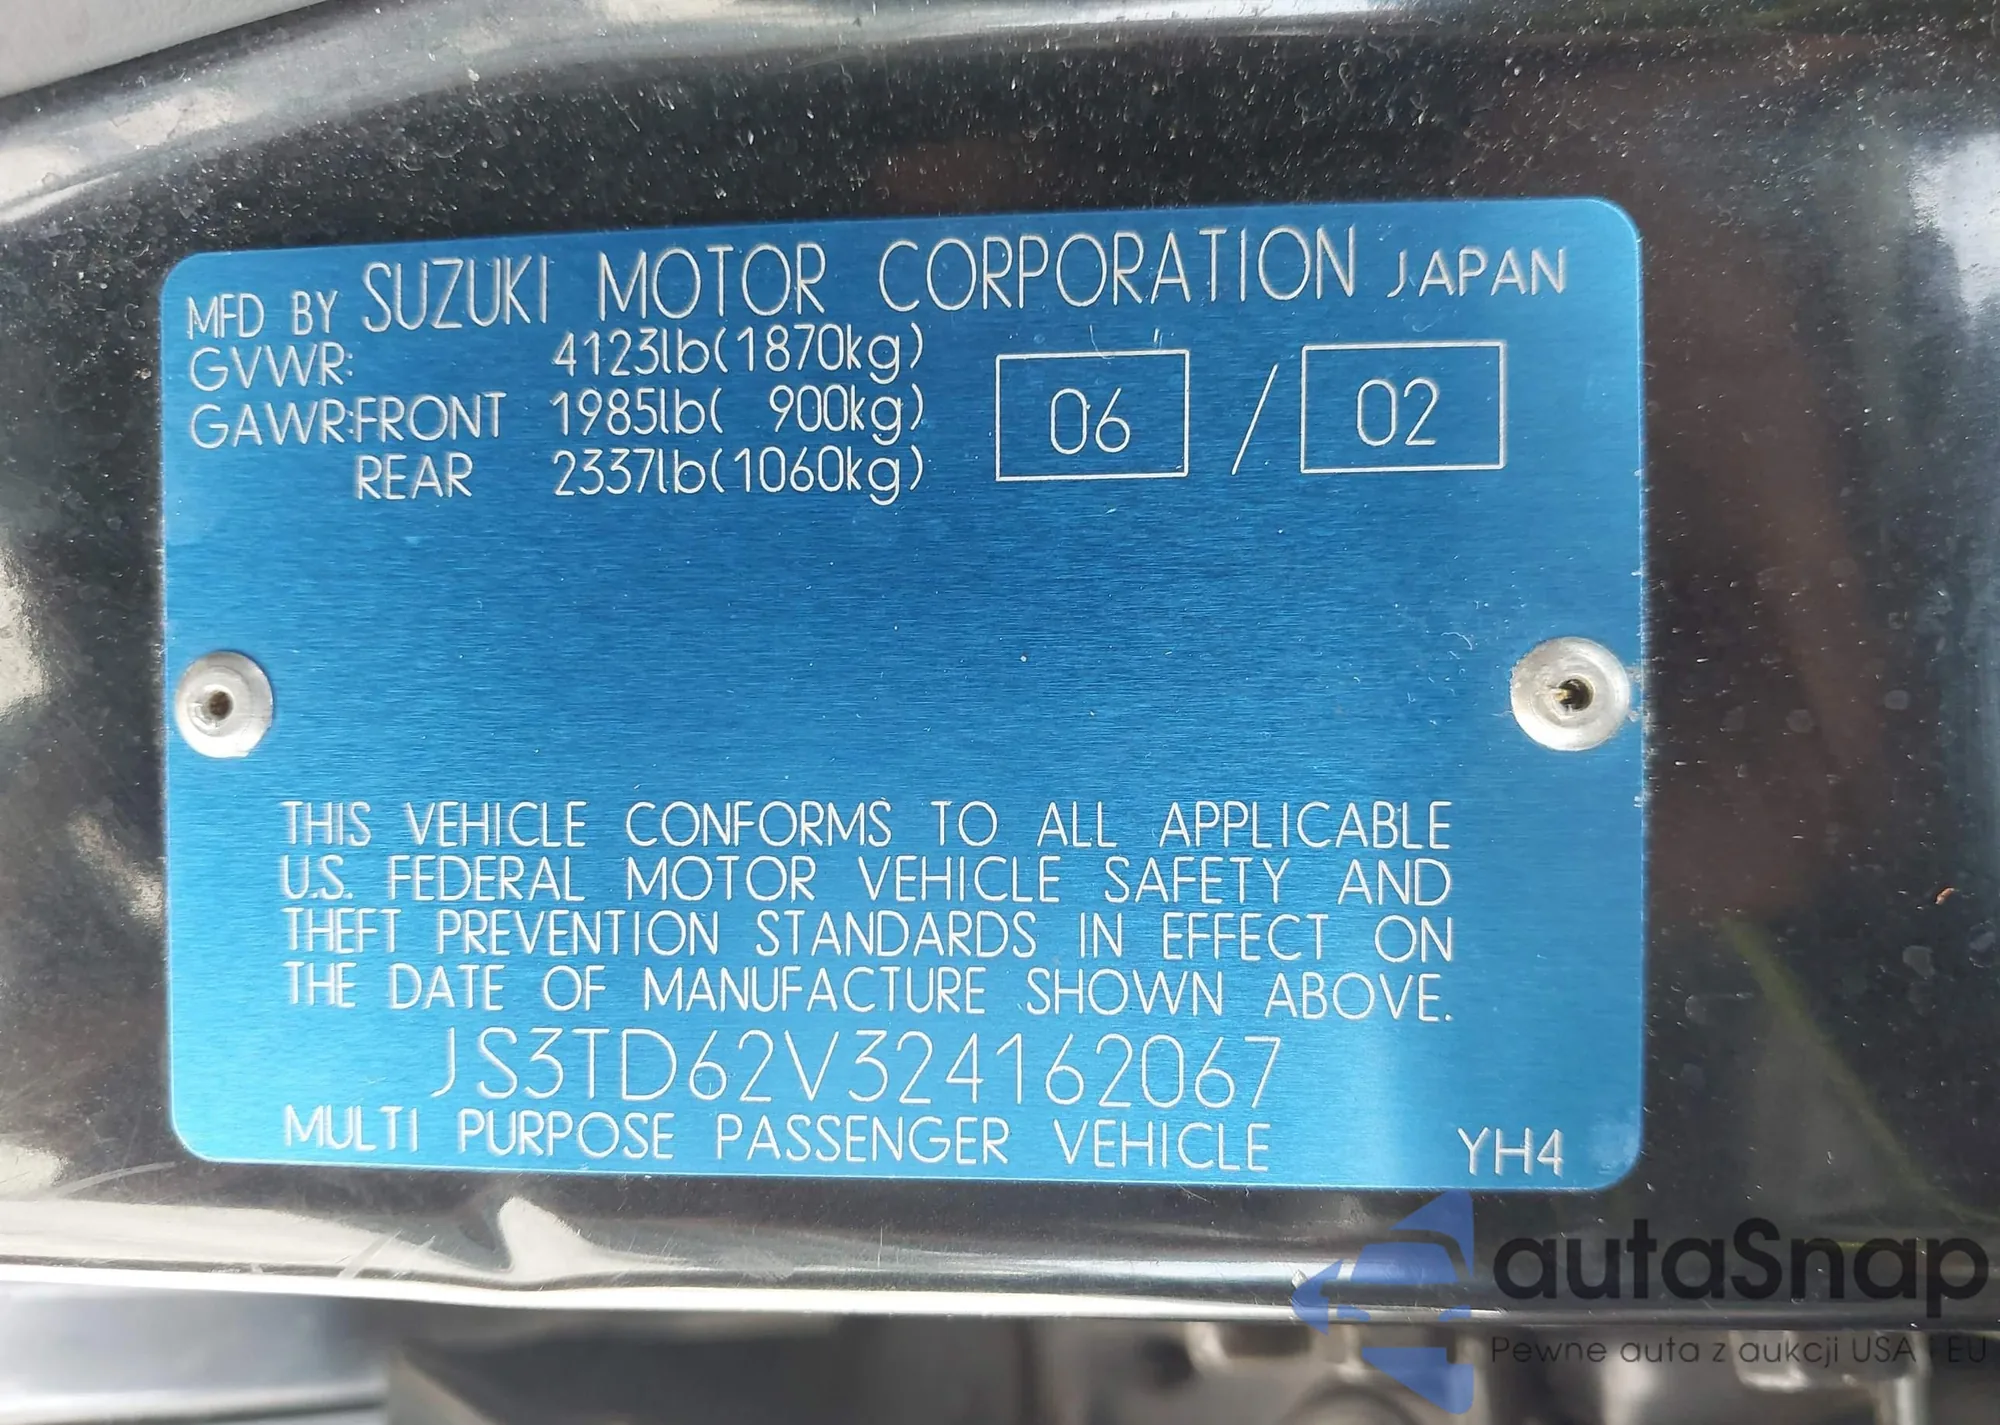 MFD BY SUZUKI MOTOR CORPORATION JAPAN
GVWR: 4123lb(1870kg)
GAWR:FRONT 1985lb( 900kg) 06 / 02
REAR 2337lb(1060kg)
THIS VEHICLE CONFORMS TO ALL APPLICABLE
U.S. FEDERAL MOTOR VEHICLE SAFETY AND
THEFT PREVENTION STANDARDS IN EFFECT ON
THE DATE OF MANUFACTURE SHOWN ABOVE.
JS3TD62V324162067
MULTI PURPOSE PASSENGER VEHICLE YH4
autaSnap
Pewne auta z aukcji USA i EU